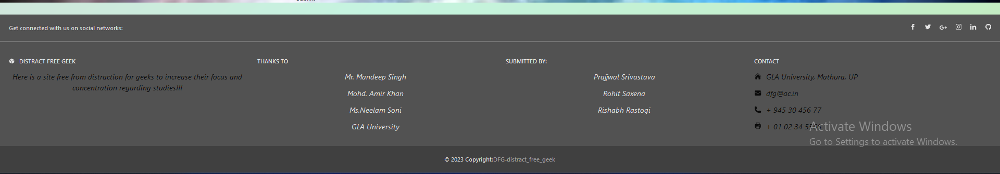 Submit
Get connected with us on social networks:
DISTRACT FREE GEEK
Here is a site free from distraction for geeks to increase their focus and
concentration regarding studies!!!
THANKS TO
Mr. Mandeep Singh
Mohd. Amir Khan
Ms.Neelam Soni
GLA University
SUBMITTED BY:
Prajjwal Srivastava
Rohit Saxena
Rishabh Rastogi
CONTACT
GLA University, Mathura, UP
dfg@ac.in
+ 945 30 456 77
+ 01 02 34 
Activate Windows
Go to Settings to activate Windows.
© 2023 Copyright:DFG-distract_free_geek